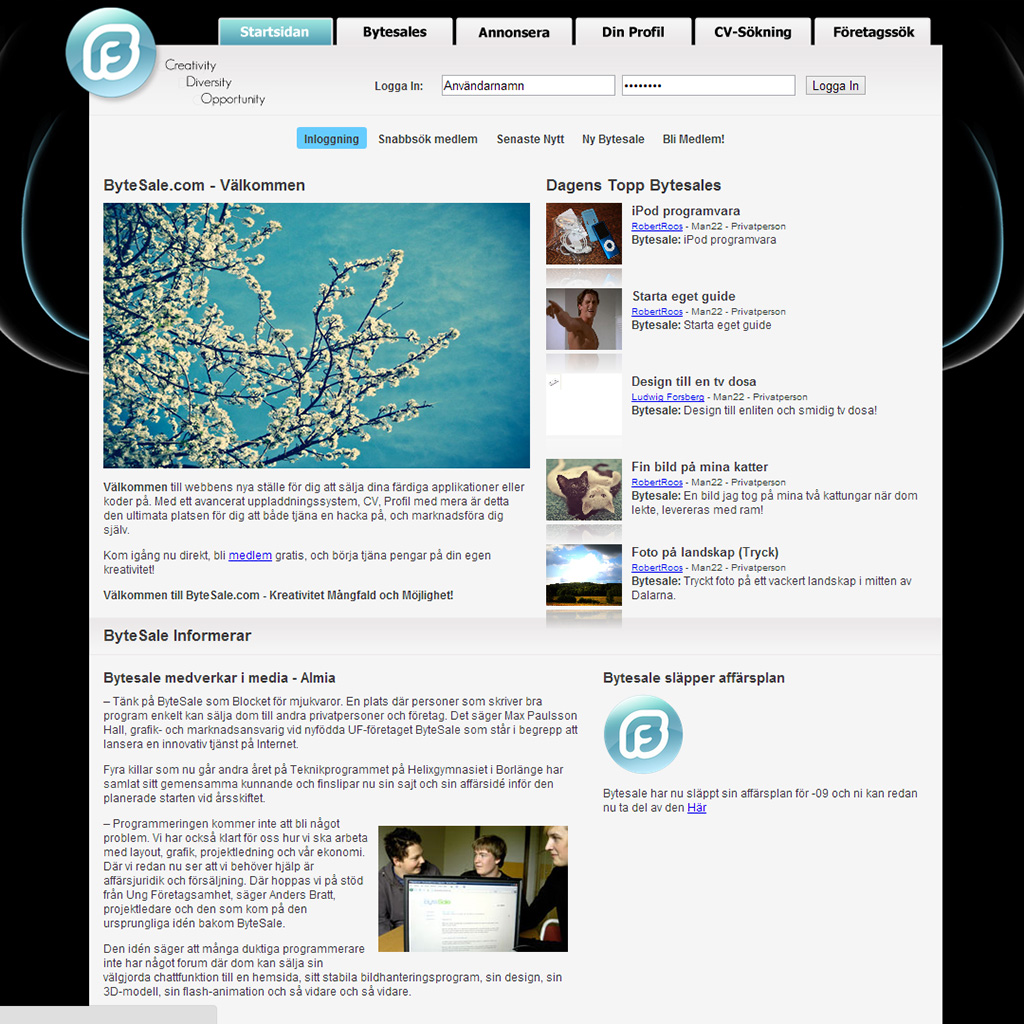 Startsidan
Bytesales
Annonsera
Din Profil
CV-Sökning
Företagssök
Creativity
Diversity
Opportunity
Logga In:
Användarnamn
••••••••
Logga In
Inloggning
Snabbsök medlem
Senaste Nytt
Ny Bytesale
Bli Medlem!
ByteSale.com - Välkommen
Välkommen till webbens nya ställe för dig att sälja dina färdiga applikationer eller
koder på. Med ett avancerat uppladdningssystem, CV, Profil med mera är detta
den ultimata platsen för dig att både tjäna en hacka på, och marknadsföra dig
själv.
Kom igång nu direkt, bli medlem gratis, och börja tjäna pengar på din egen
kreativitet!
Välkommen till ByteSale.com - Kreativitet Mångfald och Möjlighet!
Dagens Topp Bytesales
iPod programvara
RobertRoos - Man22 - Privatperson
Bytesale: iPod programvara
Starta eget guide
RobertRoos - Man22 - Privatperson
Bytesale: Starta eget guide
Design till en tv dosa
Ludwig Forsberg - Man22 - Privatperson
Bytesale: Design till enliten och smidig tv dosa!
Fin bild på mina katter
RobertRoos - Man22 - Privatperson
Bytesale: En bild jag tog på mina två kattungar när dom
lekte, levereras med ram!
Foto på landskap (Tryck)
RobertRoos - Man22 - Privatperson
Bytesale: Tryckt foto på ett vackert landskap i mitten av
Dalarna.
ByteSale Informerar
Bytesale medverkar i media - Almia
– Tänk på ByteSale som Blocket för mjukvaror. En plats där personer som skriver bra
program enkelt kan sälja dom till andra privatpersoner och företag. Det säger Max Paulsson
Hall, grafik- och marknadsansvarig vid nyfödda UF-företaget ByteSale som står i begrepp att
lansera en innovativ tjänst på Internet.
Fyra killar som nu går andra året på Teknikprogrammet på Helixgymnasiet i Borlänge har
samlat sitt gemensamma kunnande och finslipar nu sin sajt och sin affärsidé inför den
planerade starten vid årsskiftet.
– Programmeringen kommer inte att bli något
problem. Vi har också klart för oss hur vi ska arbeta
med layout, grafik, projektledning och vår ekonomi.
Där vi redan nu ser att vi behöver hjälp är
affärsjuridik och försäljning. Där hoppas vi på stöd
från Ung Företagsamhet, säger Anders Bratt,
projektledare och den som kom på den
ursprungliga idén bakom ByteSale.
Den idén säger att många duktiga programmerare
inte har något forum där dom kan sälja sin
välgjorda chattfunktion till en hemsida, sitt stabila bildhanteringsprogram, sin design, sin
3D-modell, sin flash-animation och så vidare och så vidare.
ByteSale
Bytesale släpper affärsplan
Bytesale har nu släppt sin affärsplan för -09 och ni kan redan
nu ta del av den Här